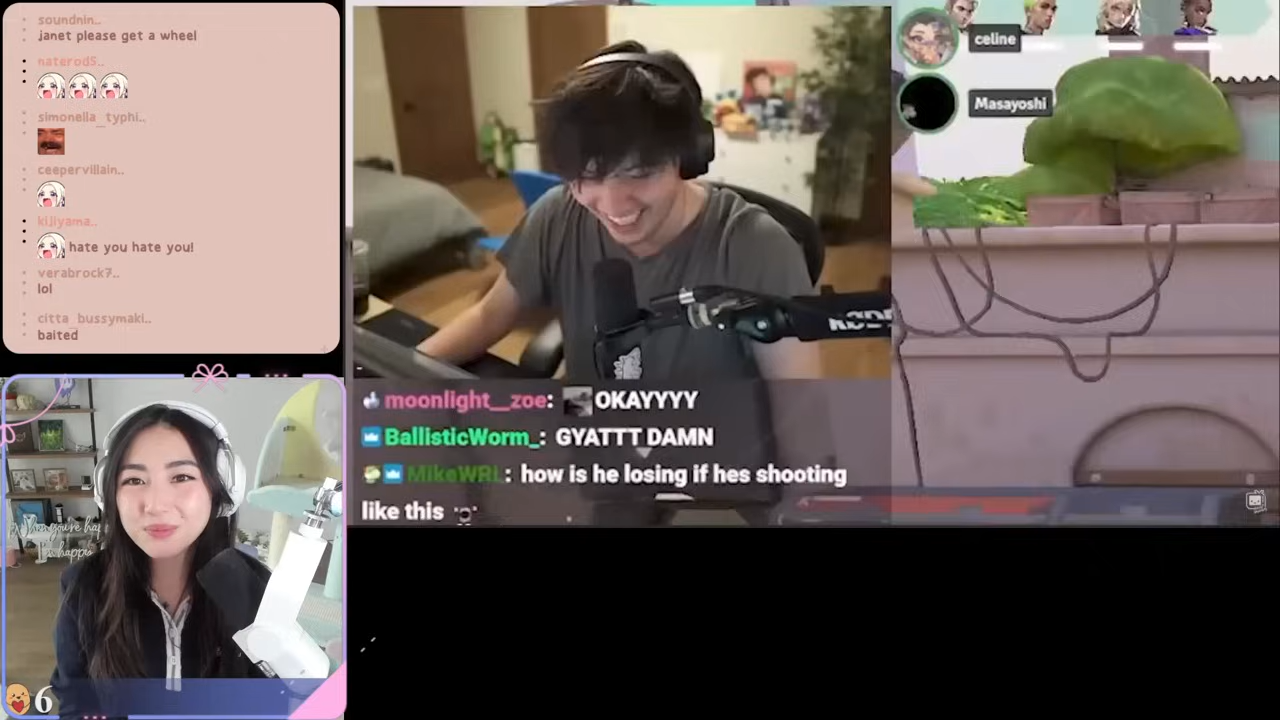 soundnin..
janet please get a wheel
naterod5..
simonella_typhi..
ceepervillain..
kijiyama..
hate you hate you!
verabrock7..
lol
citta_bussymaki..
baited
celine
Masayoshi
moonlight__zoe: OKAYYYY
BallisticWorm_: GYATTT DAMN
MikeWRL: how is he losing if hes shooting
like this
6